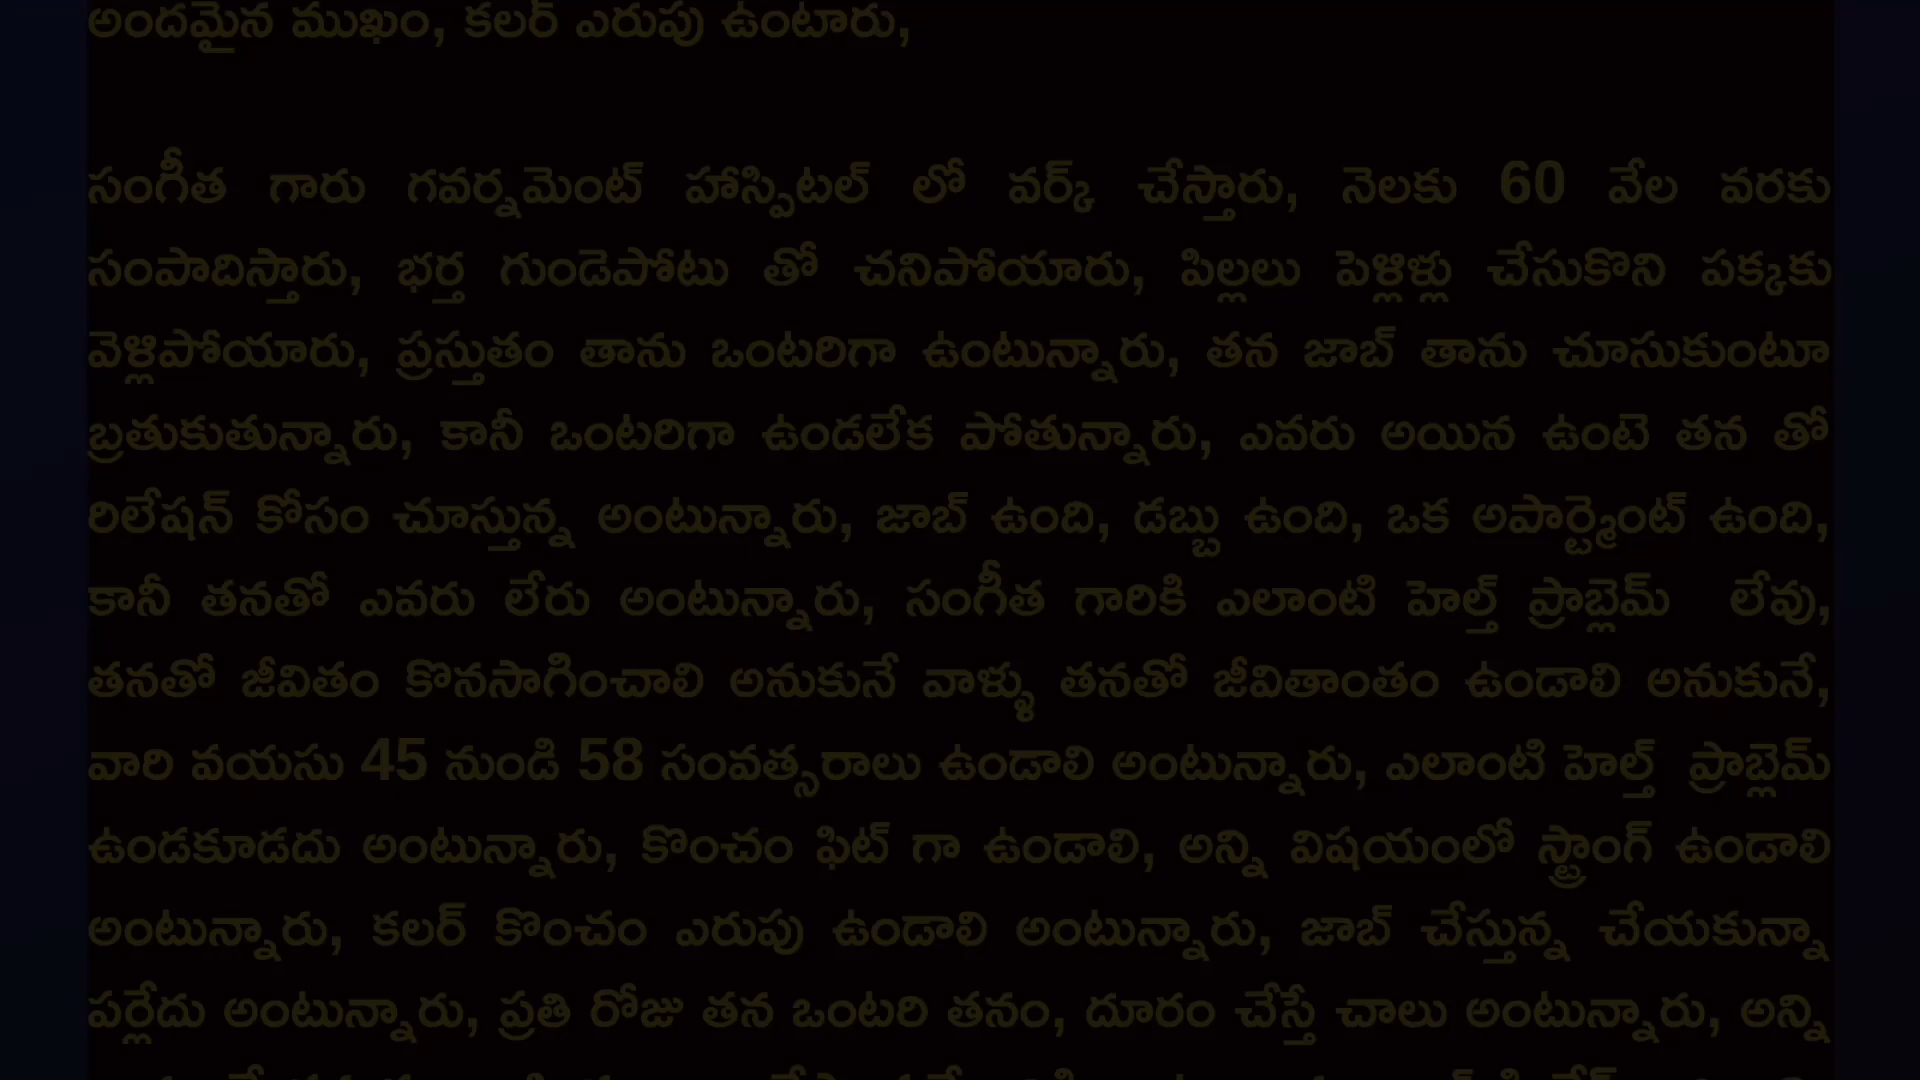 అందమైన ముఖం, కలర్ ఎరుపు ఉంటారు,
సంగీత గారు గవర్నమెంట్ హాస్పిటల్ లో వర్క్ చేస్తారు, నెలకు 60 వేల వరకు
సంపాదిస్తారు, భర్త గుండెపోటు తో చనిపోయారు, పిల్లలు పెళ్లిళ్లు చేసుకొని పక్కకు
వెళ్లిపోయారు, ప్రస్తుతం తాను ఒంటరిగా ఉంటున్నారు, తన జాబ్ తాను చూసుకుంటూ
బ్రతుకుతున్నారు, కానీ ఒంటరిగా ఉండలేక పోతున్నారు, ఎవరు అయిన ఉంటె తన తో
రిలేషన్ కోసం చూస్తున్న అంటున్నారు, జాబ్ ఉంది, డబ్బు ఉంది, ఒక అపార్ట్మెంట్ ఉంది,
కానీ తనతో ఎవరు లేరు అంటున్నారు, సంగీత గారికి ఎలాంటి హెల్త్ ప్రాబ్లెమ్ లేవు,
తనతో జీవితం కొనసాగించాలి అనుకునే వాళ్ళు తనతో జీవితాంతం ఉండాలి అనుకునే,
వారి వయసు 45 నుండి 58 సంవత్సరాలు ఉండాలి అంటున్నారు, ఎలాంటి హెల్త్ ప్రాబ్లెమ్
ఉండకూడదు అంటున్నారు, కొంచం ఫిట్ గా ఉండాలి, అన్ని విషయంలో స్ట్రాంగ్ ఉండాలి
అంటున్నారు, కలర్ కొంచం ఎరుపు ఉండాలి అంటున్నారు, జాబ్ చేస్తున్న చేయకున్నా
పర్లేదు అంటున్నారు, ప్రతి రోజు తన ఒంటరి తనం, దూరం చేస్తే చాలు అంటున్నారు, అన్ని